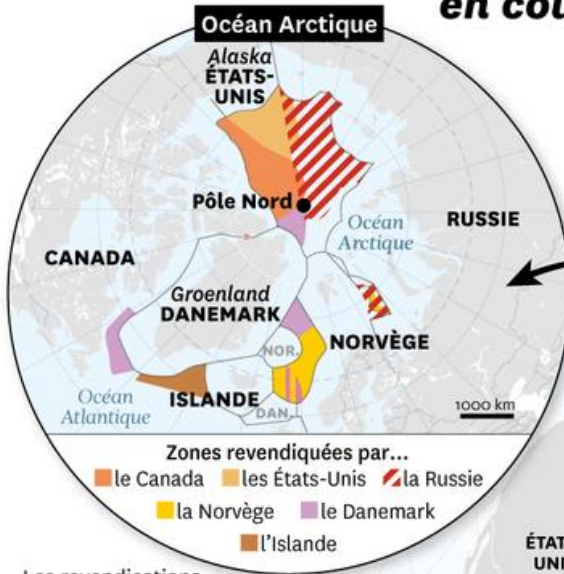 en cou
Océan Arctique
Alaska
ÉTATS-
UNIS
Pôle Nord
Océan
Arctique
RUSSIE
CANADA
Groenland
DANEMARK
NOR.
NORVÈGE
Océan
Atlantique
ISLANDE
DAN.
1000 km
Zones revendiquées par...
le Canada les États-Unis la Russie
la Norvège le Danemark
l'Islande
Les revendications
ÉTAT
UNI